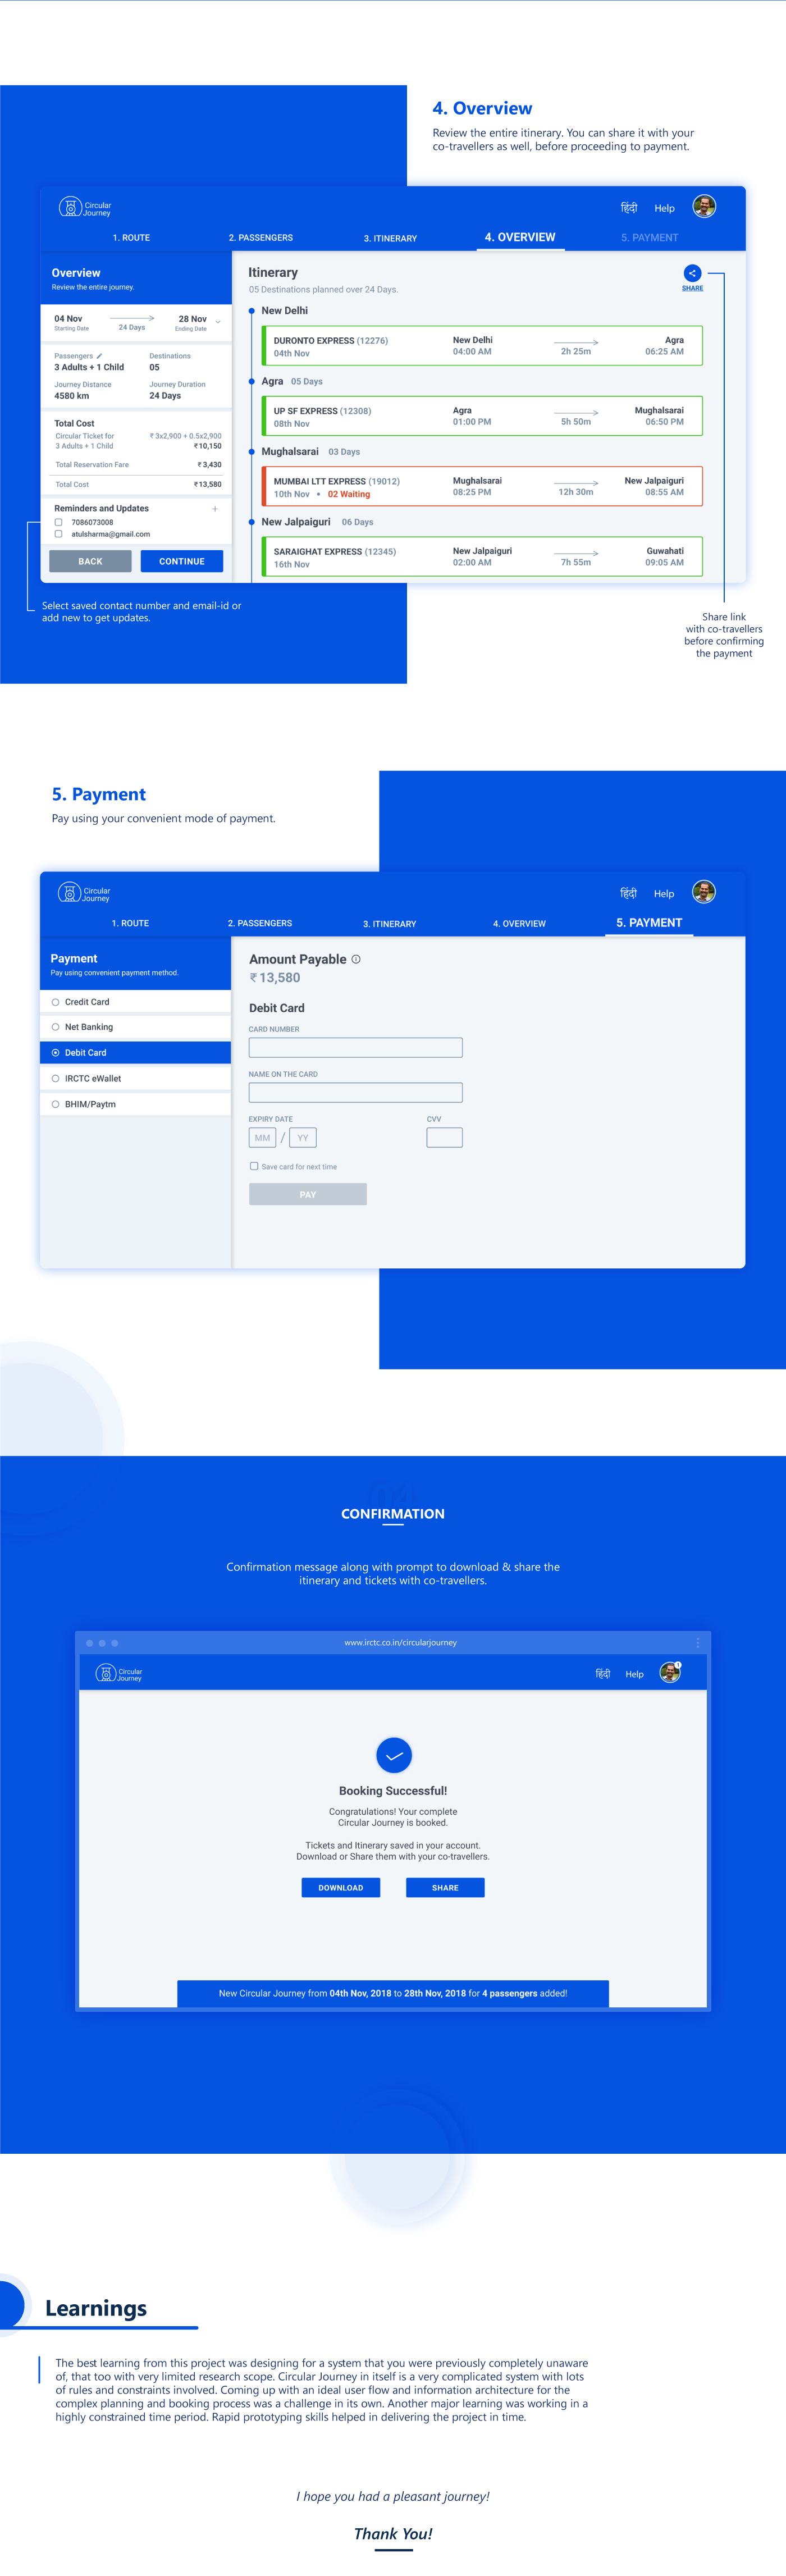 4. Overview
Review the entire itinerary. You can share it with your
co-travellers as well, before proceeding to payment.
Circular
Journey
हिंदी
Help
1. ROUTE
2. PASSENGERS
3. ITINERARY
4. OVERVIEW
5. PAYMENT
Overview
Review the entire journey.
04 Nov
Starting Date
24 Days
28 Nov
Ending Date
Passengers
3 Adults + 1 Child
Destinations
05
Journey Distance
4580 km
Journey Duration
24 Days
Total Cost
Circular Ticket for
3 Adults + 1 Child
₹ 3x2,900 + 0.5x2,900
₹10,150
Total Reservation Fare
₹3,430
Total Cost
₹13,580
Reminders and Updates
+
7086073008
atulsharma@gmail.com
BACK
CONTINUE
Itinerary
05 Destinations planned over 24 Days.
SHARE
New Delhi
DURONTO EXPRESS (12276)
04th Nov
New Delhi
04:00 AM
2h 25m
Agra
06:25 AM
Agra 05 Days
UP SF EXPRESS (12308)
08th Nov
Agra
01:00 PM
5h 50m
Mughalsarai
06:50 PM
Mughalsarai 03 Days
MUMBAI LTT EXPRESS (19012)
10th Nov • 02 Waiting
Mughalsarai
08:25 PM
12h 30m
New Jalpaiguri
08:55 AM
New Jalpaiguri 06 Days
SARAIGHAT EXPRESS (12345)
16th Nov
New Jalpaiguri
02:00 AM
7h 55m
Guwahati
09:05 AM
Select saved contact number and email-id or
add new to get updates.
Share link
with co-travellers
before confirming
the payment
5. Payment
Pay using your convenient mode of payment.
Circular
Journey
हिंदी
Help
1. ROUTE
2. PASSENGERS
3. ITINERARY
4. OVERVIEW
5. PAYMENT
Payment
Pay using convenient payment method.
Credit Card
Net Banking
Debit Card
IRCTC eWallet
BHIM/Paytm
Amount Payable
₹ 13,580
Debit Card
CARD NUMBER
NAME ON THE CARD
EXPIRY DATE
CVV
MM / YY
Save card for next time
PAY
04
CONFIRMATION
Confirmation message along with prompt to download & share the
itinerary and tickets with co-travellers.
www.irctc.co.in/circularjourney
Circular
Journey
हिंदी
Help
1
Booking Successful!
Congratulations! Your complete
Circular Journey is booked.
Tickets and Itinerary saved in your account.
Download or Share them with your co-travellers.
DOWNLOAD
SHARE
New Circular Journey from 04th Nov, 2018 to 28th Nov, 2018 for 4 passengers added!
Learnings
The best learning from this project was designing for a system that you were previously completely unaware
of, that too with very limited research scope. Circular Journey in itself is a very complicated system with lots
of rules and constraints involved. Coming up with an ideal user flow and information architecture for the
complex planning and booking process was a challenge in its own. Another major learning was working in a
highly constrained time period. Rapid prototyping skills helped in delivering the project in time.
I hope you had a pleasant journey!
Thank You!